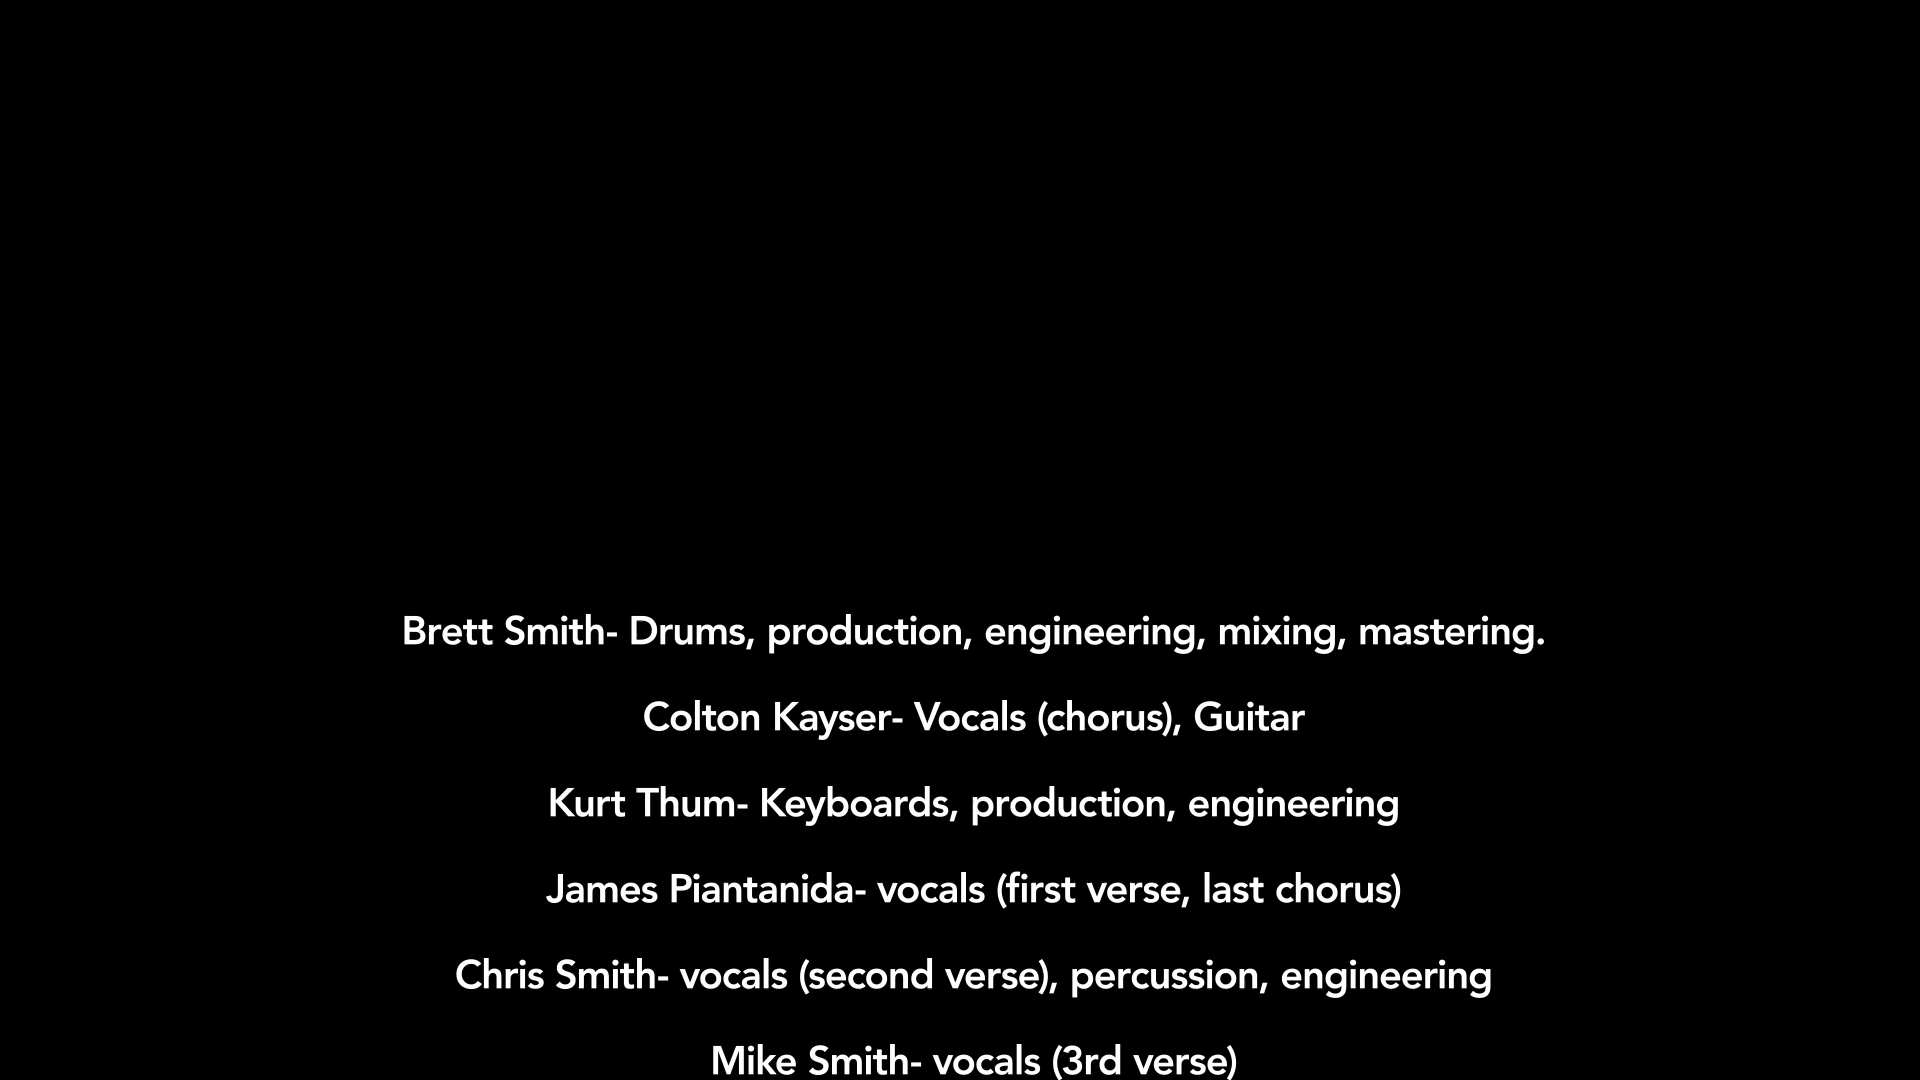 Brett Smith- Drums, production, engineering, mixing, mastering.
Colton Kayser- Vocals (chorus), Guitar
Kurt Thum- Keyboards, production, engineering
James Piantanida- vocals (first verse, last chorus)
Chris Smith- vocals (second verse), percussion, engineering
Mike Smith- vocals (3rd verse)